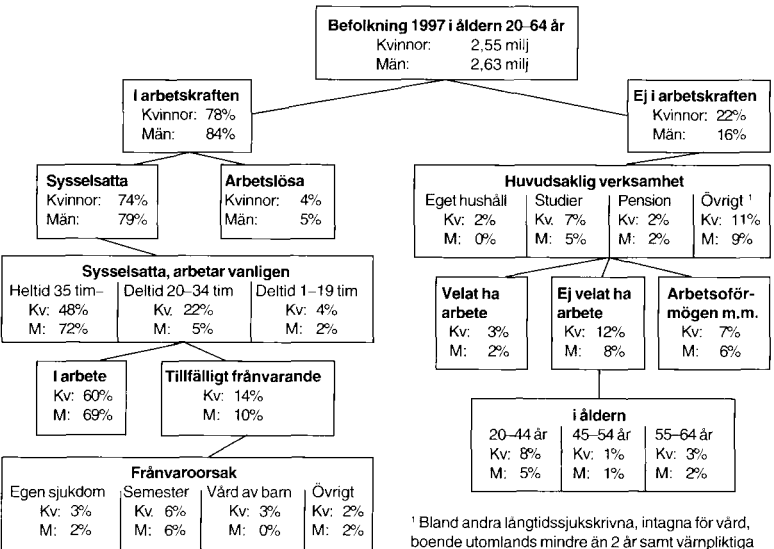 Befolkning 1997 i åldern 20–64 år
Kvinnor: 2,55 milj
Män: 2,63 milj
I arbetskraften
Kvinnor: 78%
Män: 84%
Ej i arbetskraften
Kvinnor: 22%
Män: 16%
Sysselsatta
Kvinnor: 74%
Män: 79%
Arbetslösa
Kvinnor: 4%
Män: 5%
Huvudsaklig verksamhet
Eget hushåll Studier Pension Övrigt ¹
Kv: 2% Kv. 7% Kv: 2% Kv: 11%
M: 0% M: 5% M: 2% M: 9%
Sysselsatta, arbetar vanligen
Heltid 35 tim– Deltid 20–34 tim Deltid 1–19 tim
Kv: 48% Kv. 22% Kv: 4%
M: 72% M: 5% M: 2%
Velat ha
arbete
Kv: 3%
M: 2%
Ej velat ha
arbete
Kv: 12%
M: 8%
Arbetsoför-
mögen m.m.
Kv: 7%
M: 6%
I arbete
Kv: 60%
M: 69%
Tillfälligt frånvarande
Kv: 14%
M: 10%
i åldern
20–44 år 45–54 år 55–64 år
Kv: 8% Kv: 1% Kv: 3%
M: 5% M: 1% M: 2%
Frånvaroorsak
Egen sjukdom Semester Vård av barn Övrigt
Kv: 3% Kv. 6% Kv: 3% Kv: 2%
M: 2% M: 6% M: 0% M: 2%
¹ Bland andra långtidssjukskrivna, intagna för vård,
boende utomlands mindre än 2 år samt värnpliktiga